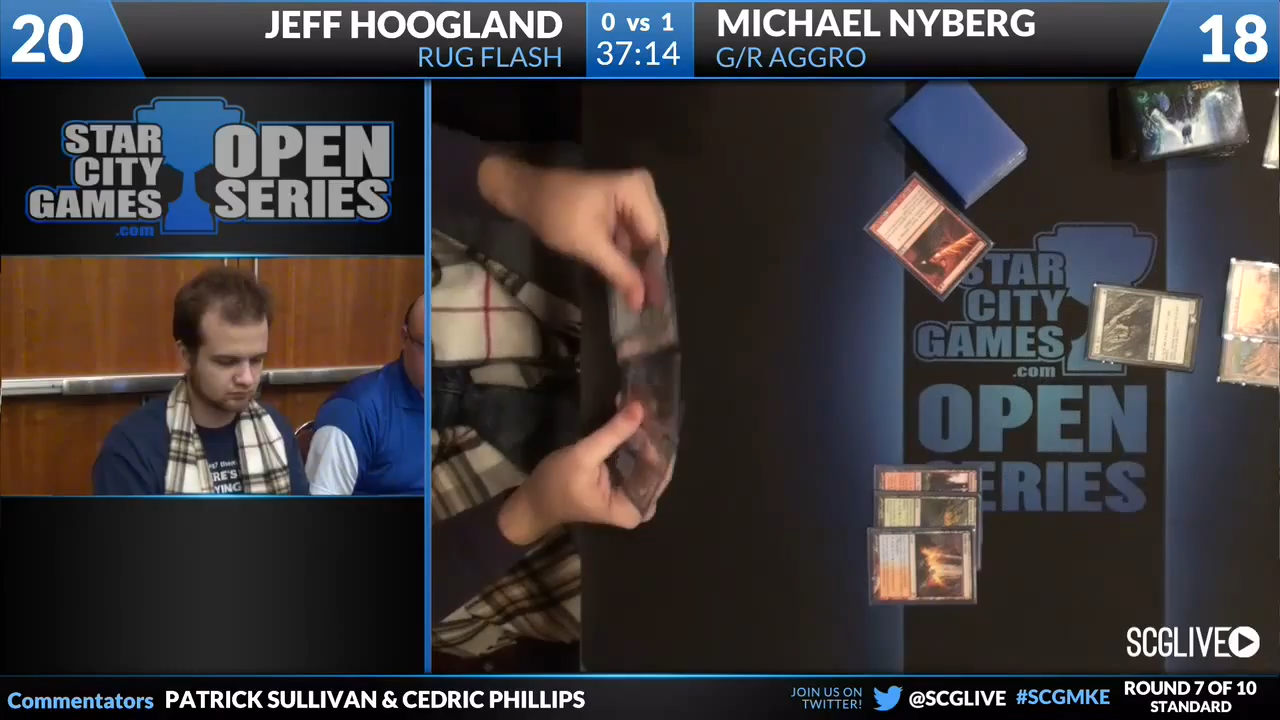 20
JEFF HOOGLAND
RUG FLASH
0 vs 1
37:14
MICHAEL NYBERG
G/R AGGRO
18
STAR
CITY
GAMES
.com
OPEN
SERIES
STAR
CITY
GAMES
.com
OPEN
ERIES
SCGLIVE
Commentators PATRICK SULLIVAN & CEDRIC PHILLIPS
JOIN US ON
TWITTER!
@SCGLIVE #SCGMKE
ROUND 7 OF 10
STANDARD